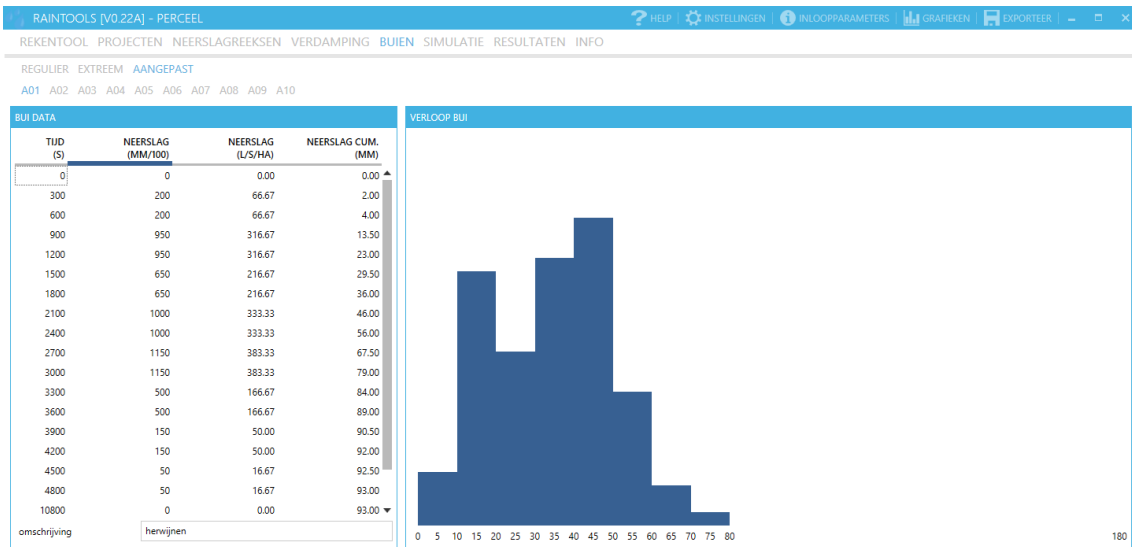 RAINTOOLS [V0.22A] - PERCEEL ? HELP | INSTELLINGEN | INLOOPPARAMETERS | GRAFIEKEN | EXPORTEER |
REKENTOOL PROJECTEN NEERSLAGREEKSEN VERDAMPING BUIEN SIMULATIE RESULTATEN INFO
REGULIER EXTREEM AANGEPAST
A01 A02 A03 A04 A05 A06 A07 A08 A09 A10
BUI DATA
TIJD NEERSLAG NEERSLAG NEERSLAG CUM.
(S) (MM/100) (L/S/HA) (MM)
0 0 0.00 0.00
300 200 66.67 2.00
600 200 66.67 4.00
900 950 316.67 13.50
1200 950 316.67 23.00
1500 650 216.67 29.50
1800 650 216.67 36.00
2100 1000 333.33 46.00
2400 1000 333.33 56.00
2700 1150 383.33 67.50
3000 1150 383.33 79.00
3300 500 166.67 84.00
3600 500 166.67 89.00
3900 150 50.00 90.50
4200 150 50.00 92.00
4500 50 16.67 92.50
4800 50 16.67 93.00
10800 0 0.00 93.00
omschrijving herwijnen
VERLOOP BUI
0 5 10 15 20 25 30 35 40 45 50 55 60 65 70 75 80 180